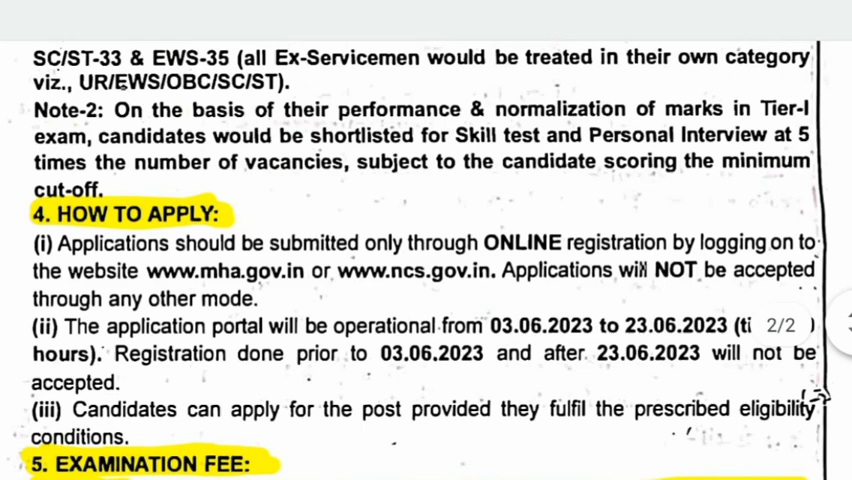 SC/ST-33 & EWS-35 (all Ex-Servicemen would be treated in their own category
viz., UR/EWS/OBC/SC/ST).
Note-2: On the basis of their performance & normalization of marks in Tier-I
exam, candidates would be shortlisted for Skill test and Personal Interview at 5
times the number of vacancies, subject to the candidate scoring the minimum
cut-off.
4. HOW TO APPLY:
(i) Applications should be submitted only through ONLINE registration by logging on to
the website www.mha.gov.in or www.ncs.gov.in. Applications will NOT be accepted
through any other mode.
(ii) The application portal will be operational from 03.06.2023 to 23.06.2023 (ti 2/2 )
hours). Registration done prior to 03.06.2023 and after 23.06.2023 will not be
accepted.
(iii) Candidates can apply for the post provided they fulfil the prescribed eligibility
conditions.
5. EXAMINATION FEE: